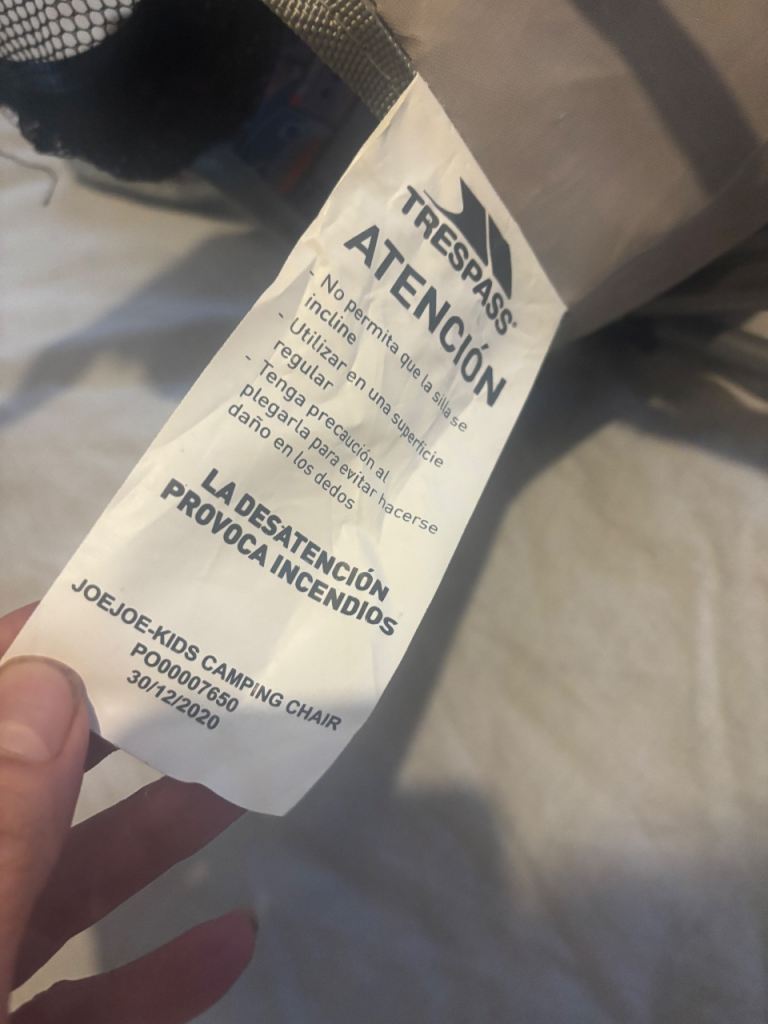 TRESPASS®
ATENCIÓN
- No permita que la silla se
incline
- Utilizar en una superficie
regular
- Tenga precaución al
plegarla para evitar hacerse
daño en los dedos
LA DESATENCIÓN
PROVOCA INCENDIOS
JOEJOE-KIDS CAMPING CHAIR
PO00007650
30/12/2020